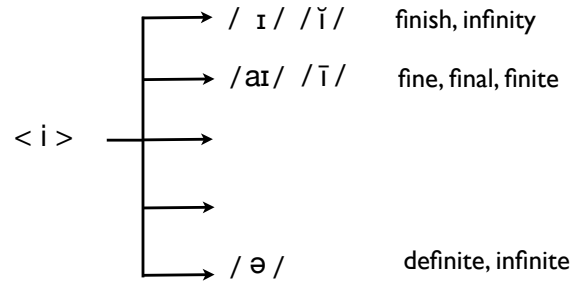 / ɪ / / ĭ / finish, infinity
/aɪ/ / ī / fine, final, finite
< i >
/ ə / definite, infinite